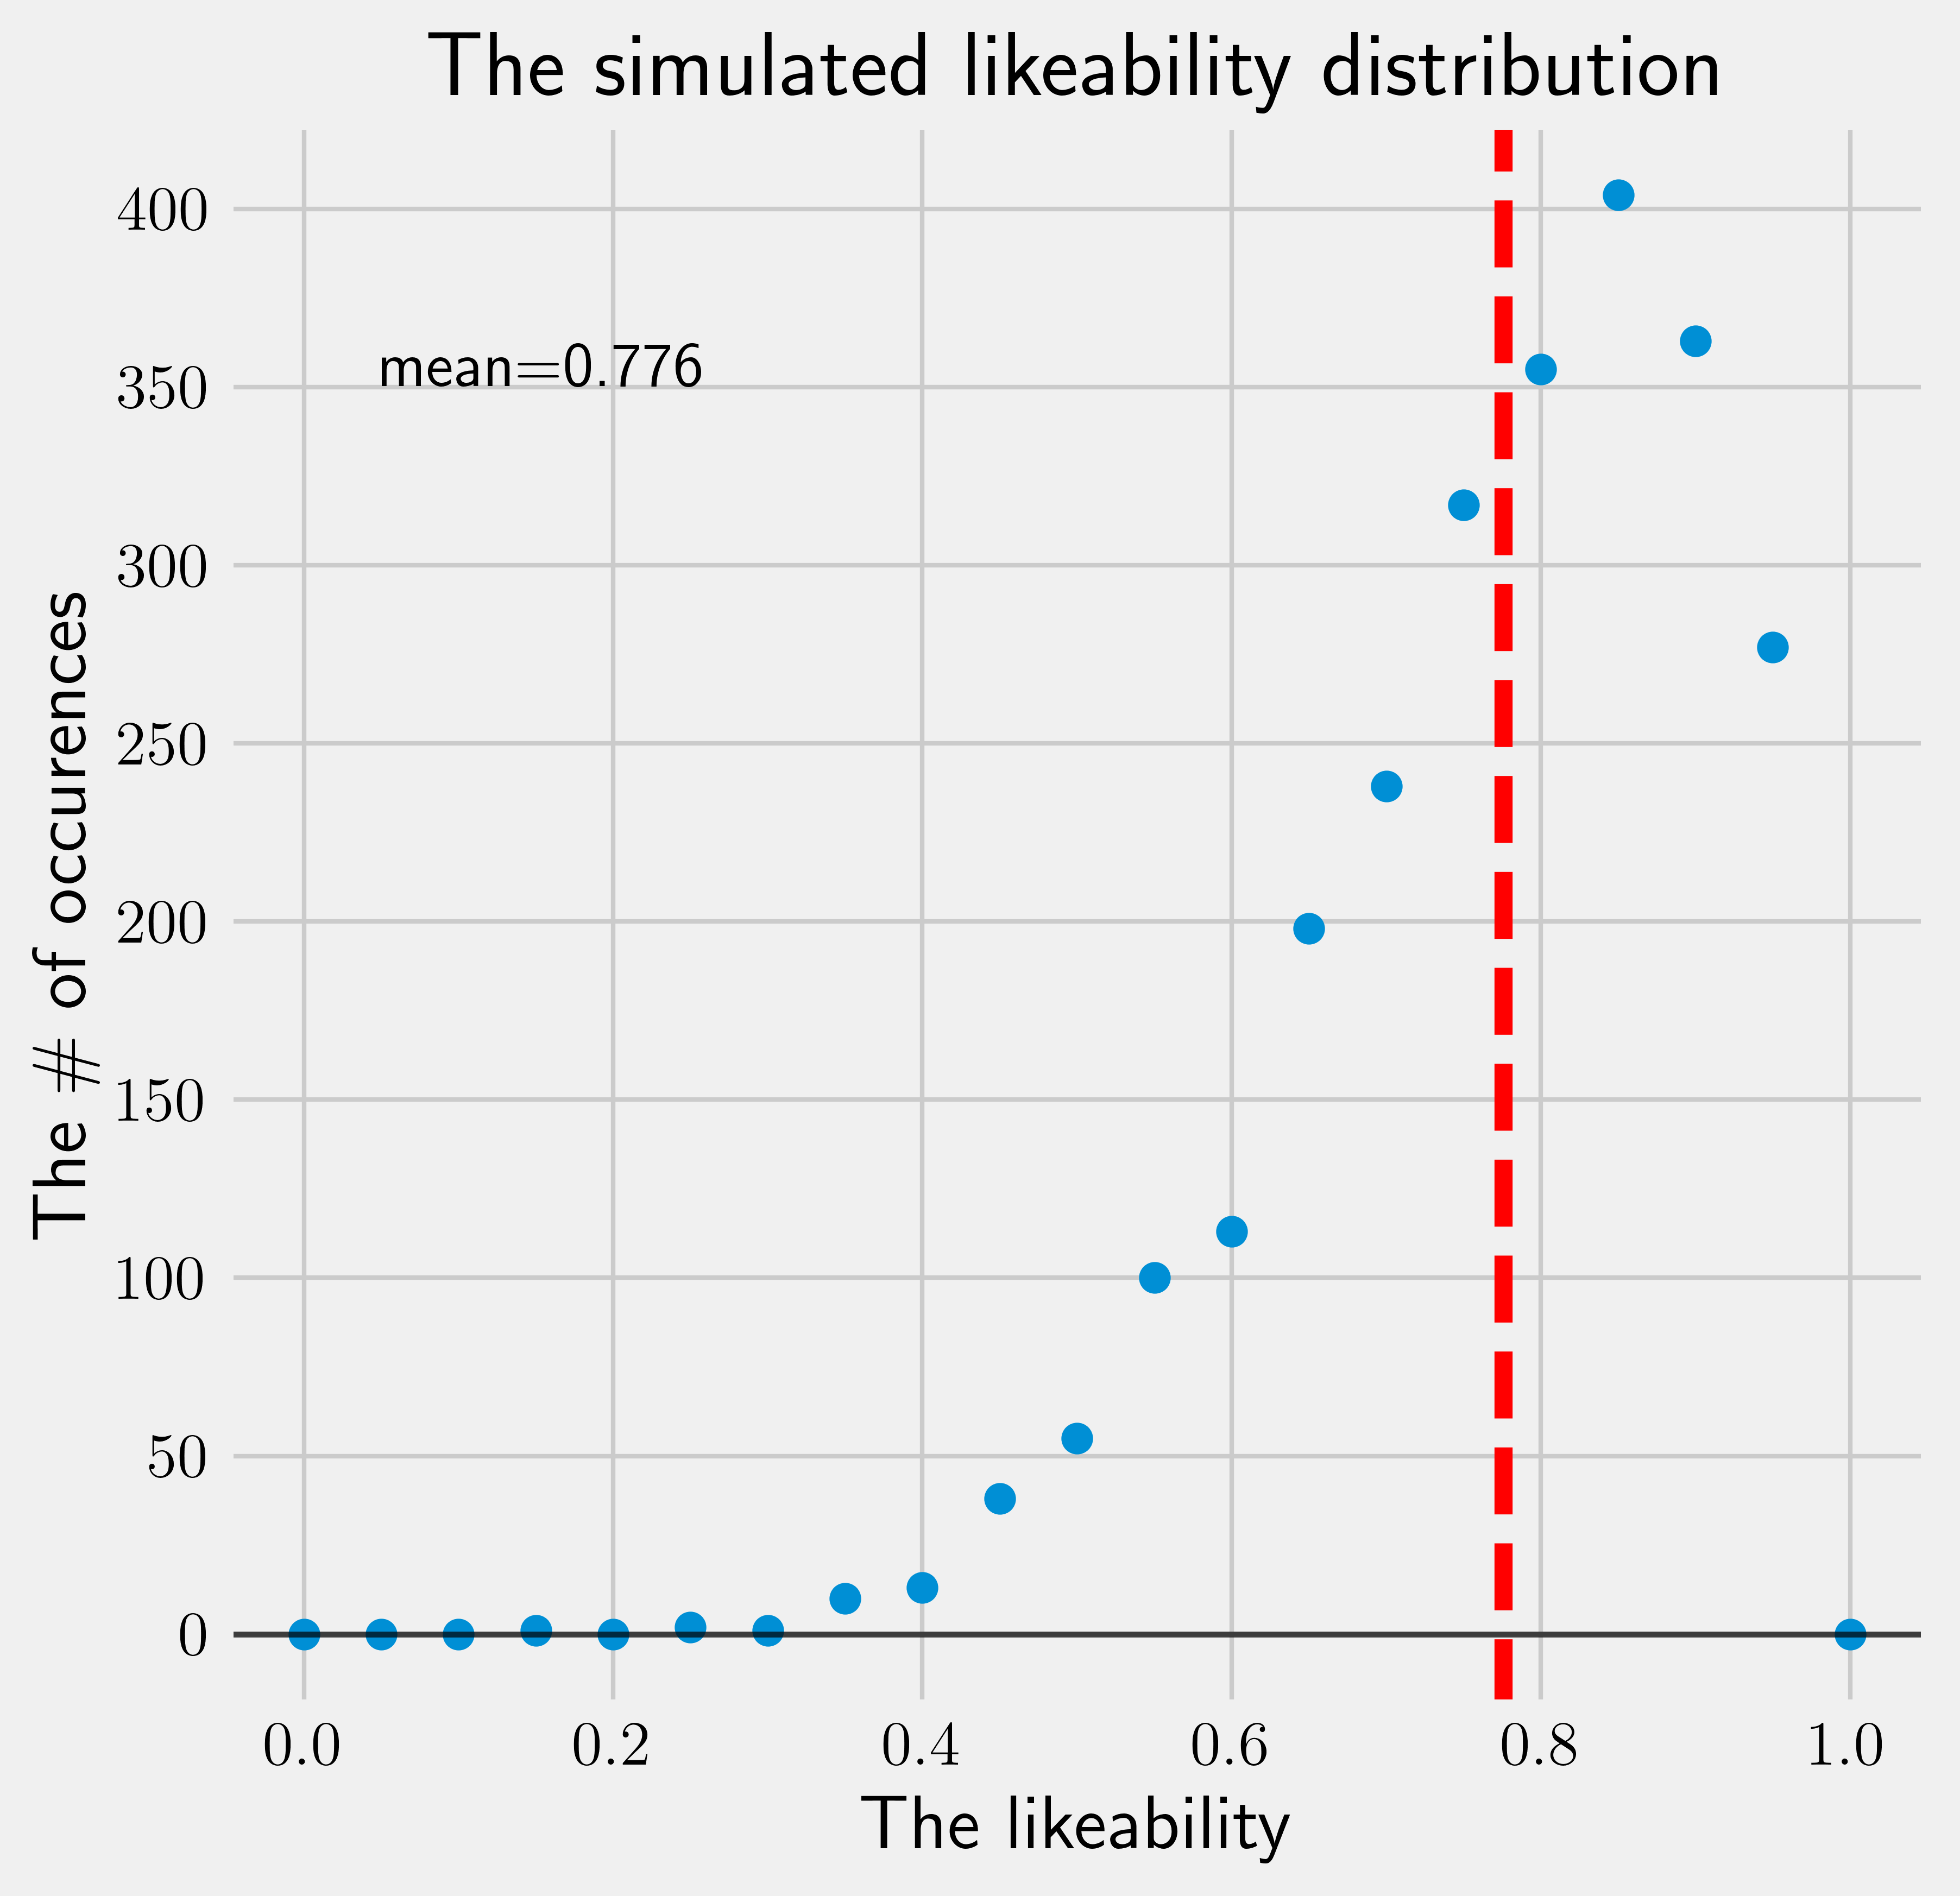 The simulated likeability distribution
400
350
300
250
200
150
100
50
0
mean=0.776
The # of occurences
0.0 0.2 0.4 0.6 0.8 1.0
The likeability